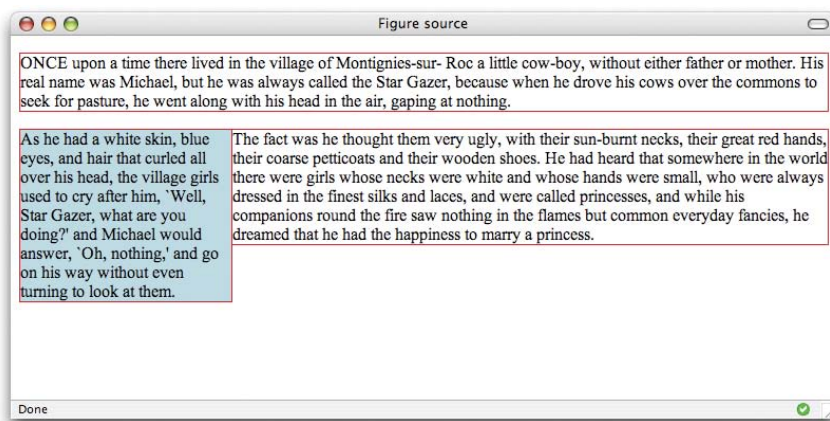 Figure source
ONCE upon a time there lived in the village of Montignies-sur- Roc a little cow-boy, without either father or mother. His
real name was Michael, but he was always called the Star Gazer, because when he drove his cows over the commons to
seek for pasture, he went along with his head in the air, gaping at nothing.
As he had a white skin, blue
eyes, and hair that curled all
over his head, the village girls
used to cry after him, `Well,
Star Gazer, what are you
doing?' and Michael would
answer, `Oh, nothing,' and go
on his way without even
turning to look at them.
The fact was he thought them very ugly, with their sun-burnt necks, their great red hands,
their coarse petticoats and their wooden shoes. He had heard that somewhere in the world
there were girls whose necks were white and whose hands were small, who were always
dressed in the finest silks and laces, and were called princesses, and while his
companions round the fire saw nothing in the flames but common everyday fancies, he
dreamed that he had the happiness to marry a princess.
Done